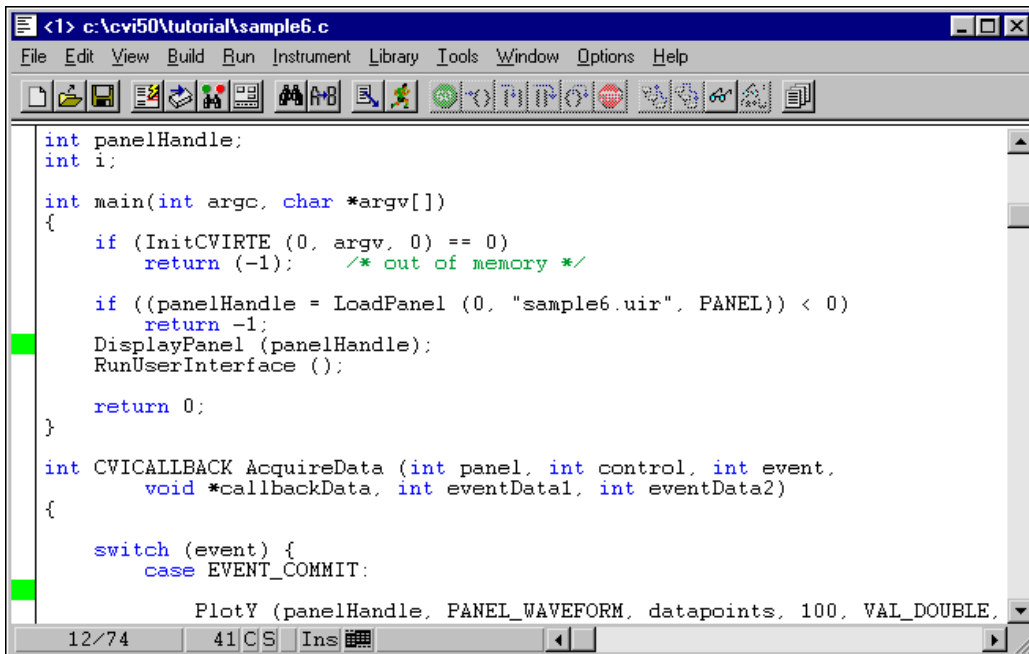 <1> c:\cvi50\tutorial\sample6.c
File Edit View Build Run Instrument Library Tools Window Options Help
int panelHandle;
int i;
int main(int argc, char *argv[])
{
if (InitCVIRTE (0, argv, 0) == 0)
return (-1); /* out of memory */
if ((panelHandle = LoadPanel (0, "sample6.uir", PANEL)) < 0)
return -1;
DisplayPanel (panelHandle);
RunUserInterface ();
return 0;
}
int CVICALLBACK AcquireData (int panel, int control, int event,
void *callbackData, int eventData1, int eventData2)
{
switch (event) {
case EVENT_COMMIT:
PlotY (panelHandle, PANEL_WAVEFORM, datapoints, 100, VAL_DOUBLE,
12/74 41 C S Ins